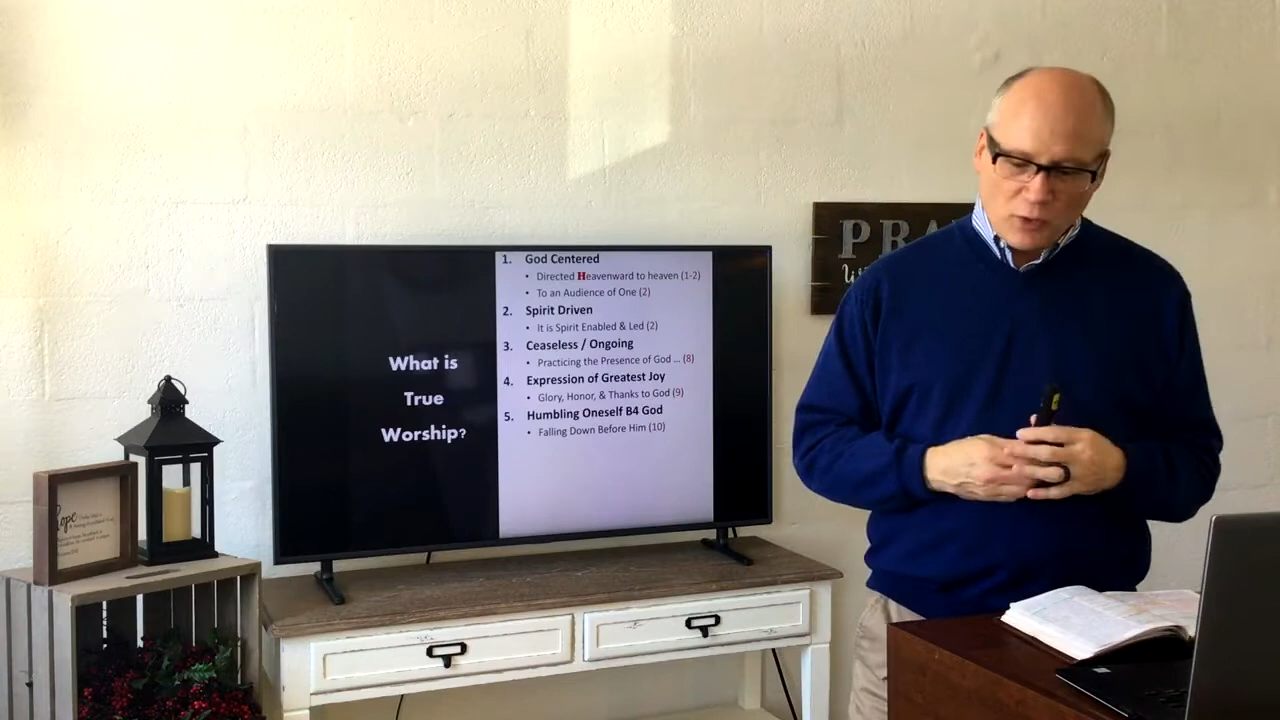 What is
True
Worship?
1. God Centered
• Directed Heavenward to heaven (1-2)
• To an Audience of One (2)
2. Spirit Driven
• It is Spirit Enabled & Led (2)
3. Ceaseless / Ongoing
• Practicing the Presence of God ... (8)
4. Expression of Greatest Joy
• Glory, Honor, & Thanks to God (9)
5. Humbling Oneself B4 God
• Falling Down Before Him (10)
PRA
hope